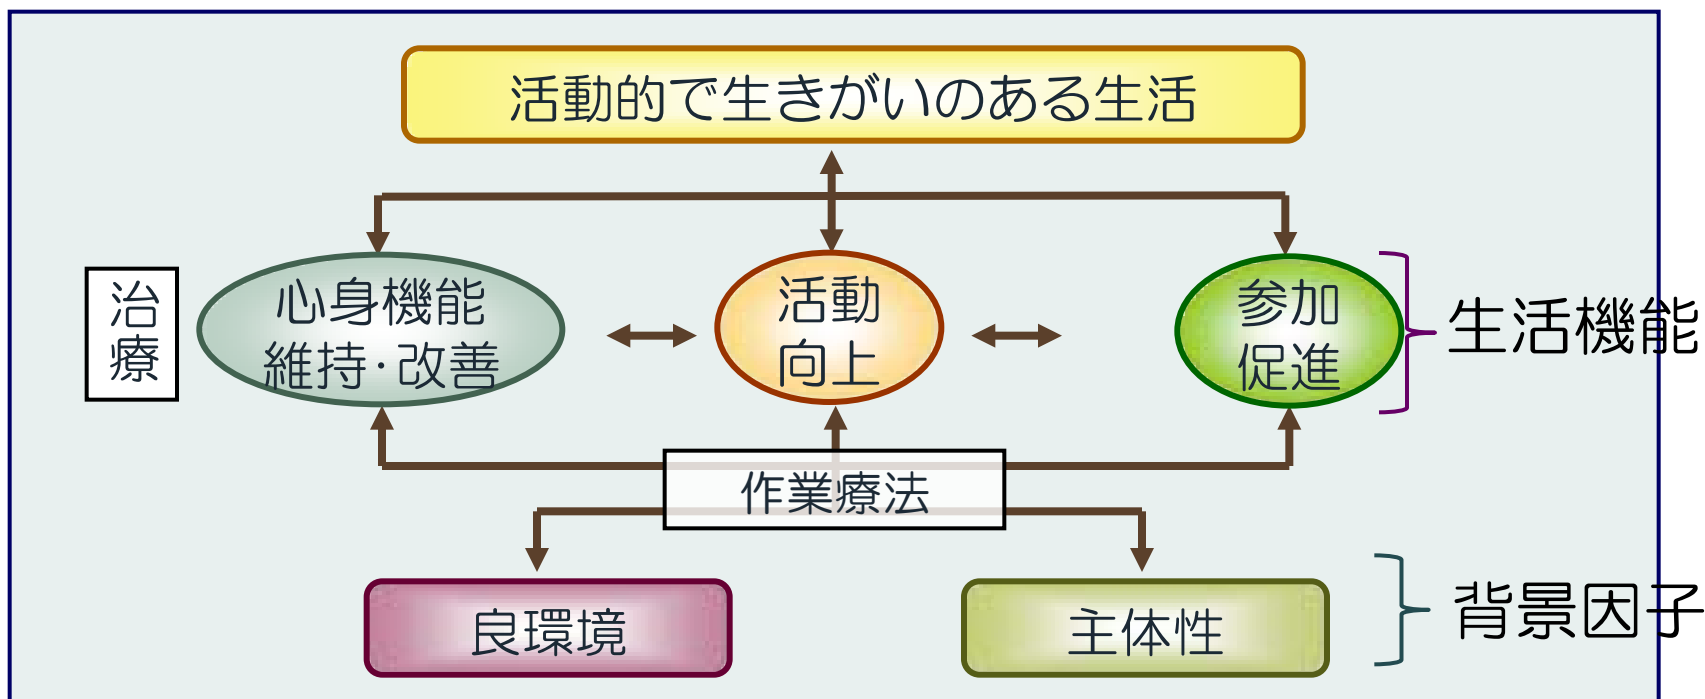 活動的で生きがいのある生活
治療
心身機能
維持・改善
活動
向上
参加
促進
生活機能
作業療法
良環境
主体性
背景因子